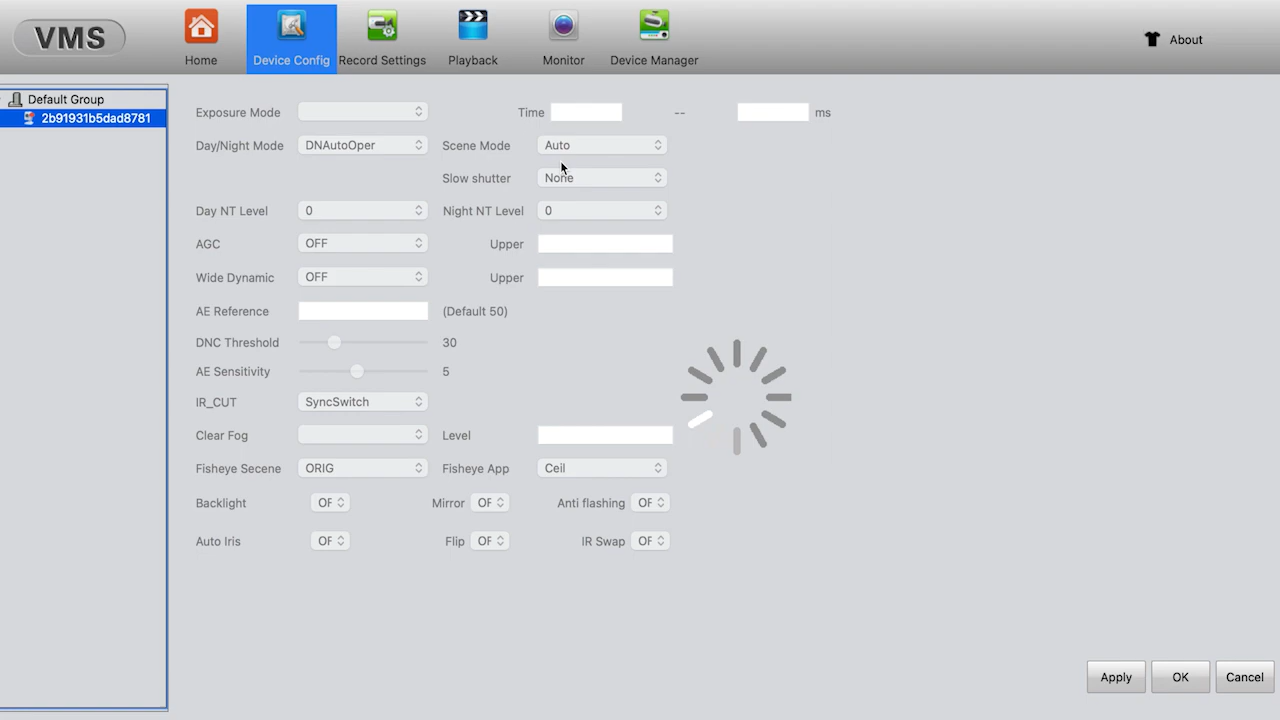 VMS
Home
Device Config
Record Settings
Playback
Monitor
Device Manager
About
Default Group
2b91931b5dad8781
Exposure Mode
Time -- ms
Day/Night Mode DNAutoOper Scene Mode Auto
Slow shutter None
Day NT Level 0 Night NT Level 0
AGC OFF Upper
Wide Dynamic OFF Upper
AE Reference (Default 50)
DNC Threshold 30
AE Sensitivity 5
IR_CUT SyncSwitch
Clear Fog Level
Fisheye Secene ORIG Fisheye App Ceil
Backlight OF Mirror OF Anti flashing OF
Auto Iris OF Flip OF IR Swap OF
Apply OK Cancel